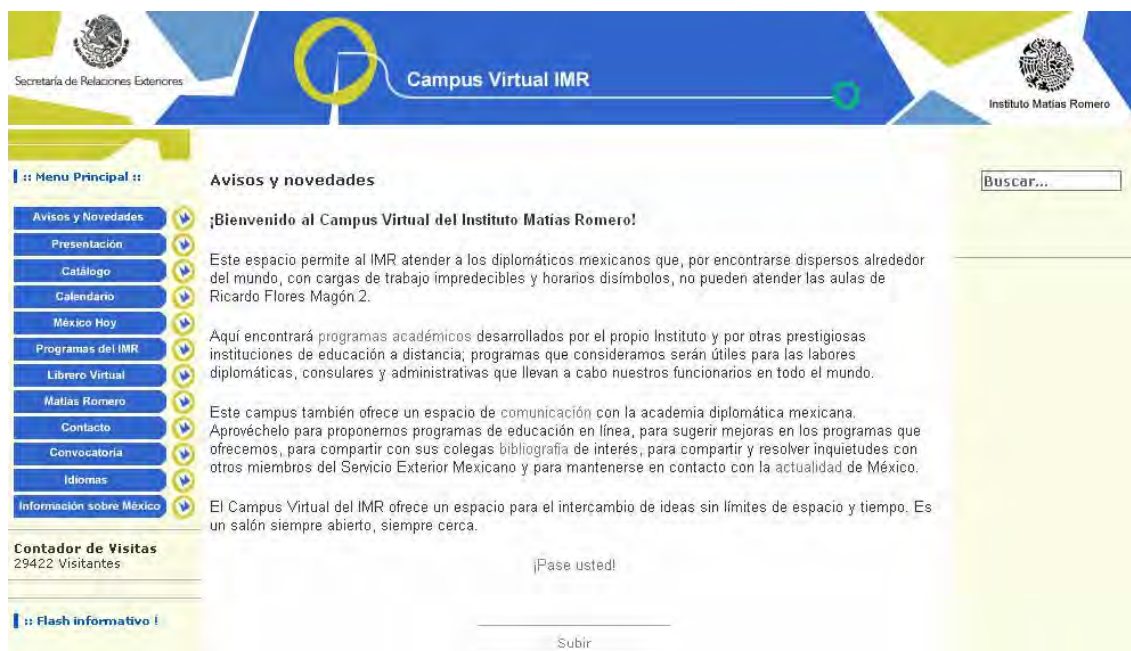 Secretaría de Relaciones Exteriores
Campus Virtual IMR
Instituto Matías Romero
:: Menu Principal ::
Avisos y Novedades
Presentación
Catálogo
Calendario
México Hoy
Programas del IMR
Librero Virtual
Matías Romero
Contacto
Convocatoria
Idiomas
Información sobre México
Contador de Visitas
29422 Visitantes
:: Flash informativo !
Avisos y novedades
¡Bienvenido al Campus Virtual del Instituto Matías Romero!
Este espacio permite al IMR atender a los diplomáticos mexicanos que, por encontrarse dispersos alrededor
del mundo, con cargas de trabajo impredecibles y horarios disímbolos, no pueden atender las aulas de
Ricardo Flores Magón 2.
Aquí encontrará programas académicos desarrollados por el propio Instituto y por otras prestigiosas
instituciones de educación a distancia; programas que consideramos serán útiles para las labores
diplomáticas, consulares y administrativas que llevan a cabo nuestros funcionarios en todo el mundo.
Este campus también ofrece un espacio de comunicación con la academia diplomática mexicana.
Aprovéchelo para proponernos programas de educación en línea, para sugerir mejoras en los programas que
ofrecemos, para compartir con sus colegas bibliografía de interés, para compartir y resolver inquietudes con
otros miembros del Servicio Exterior Mexicano y para mantenerse en contacto con la actualidad de México.
El Campus Virtual del IMR ofrece un espacio para el intercambio de ideas sin límites de espacio y tiempo. Es
un salón siempre abierto, siempre cerca.
¡Pase usted!
Subir
Buscar...